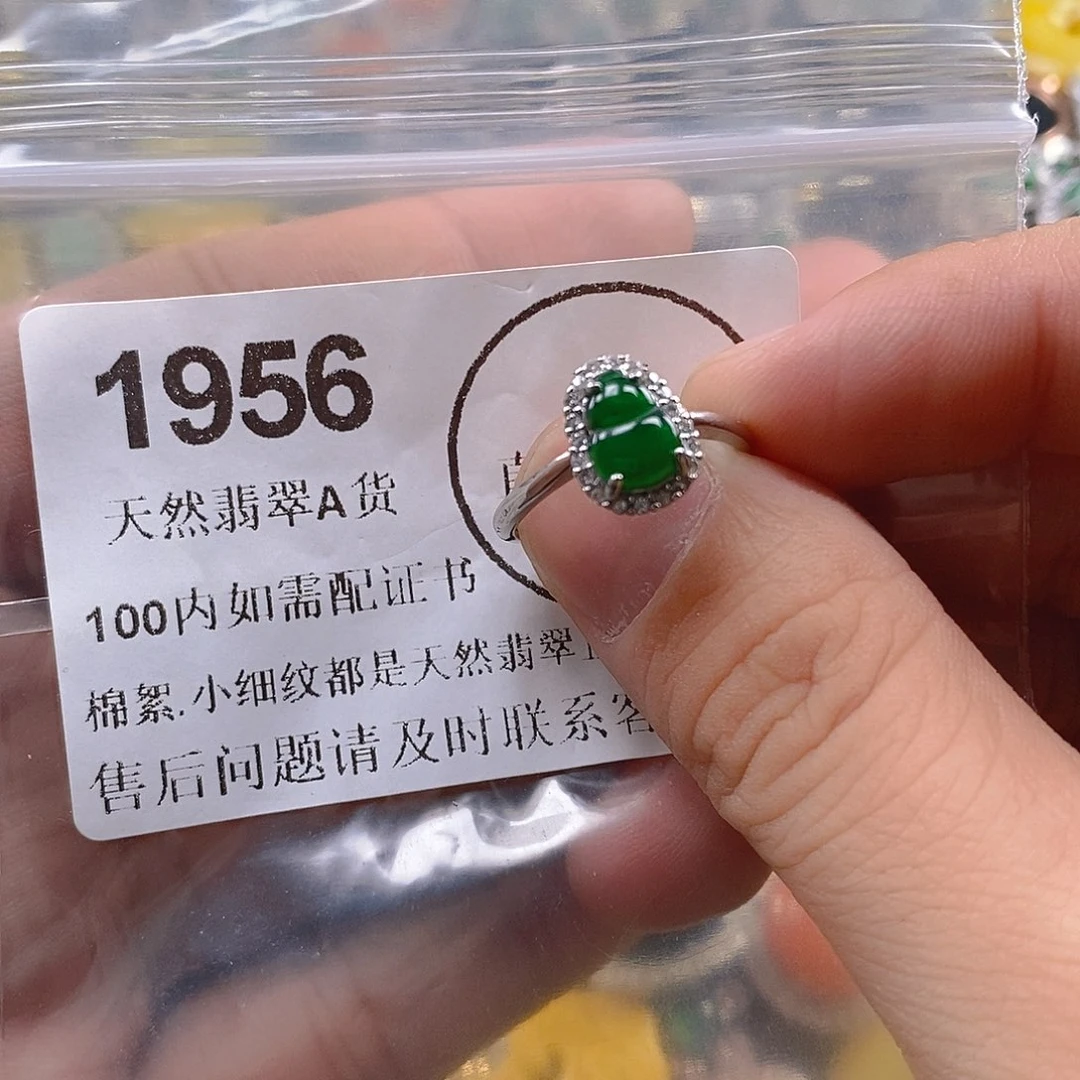 1956
天然翡翠A货
100内如需配证书
棉絮.小细纹都是天然翡翠
售后问题请及时联系客